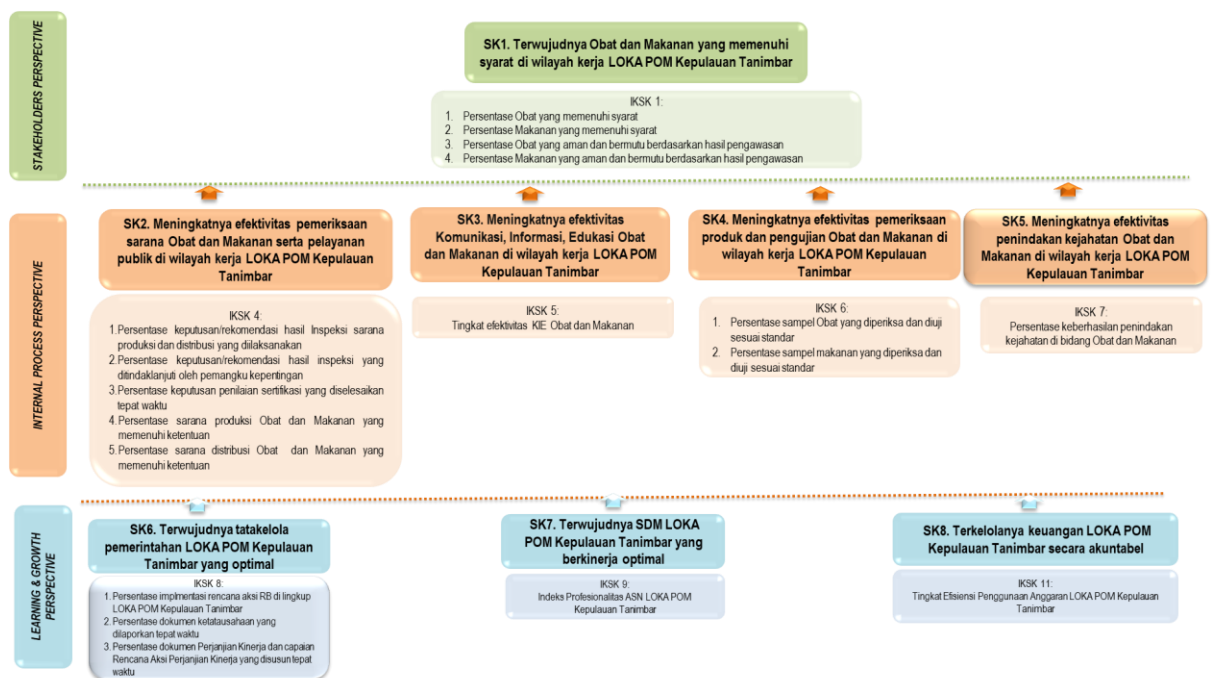 STAKEHOLDERS PERSPECTIVE
SK1. Terwujudnya Obat dan Makanan yang memenuhi
syarat di wilayah kerja LOKA POM Kepulauan Tanimbar
IKSK 1:
1. Persentase Obat yang memenuhi syarat
2. Persentase Makanan yang memenuhi syarat
3. Persentase Obat yang aman dan bermutu berdasarkan hasil pengawasan
4. Persentase Makanan yang aman dan bermutu berdasarkan hasil pengawasan
INTERNAL PROCESS PERSPECTIVE
SK2. Meningkatnya efektivitas pemeriksaan
sarana Obat dan Makanan serta pelayanan
publik di wilayah kerja LOKA POM Kepulauan
Tanimbar
IKSK 4:
1. Persentase keputusan/rekomendasi hasil Inspeksi sarana
produksi dan distribusi yang dilaksanakan
2. Persentase keputusan/rekomendasi hasil inspeksi yang
ditindaklanjuti oleh pemangku kepentingan
3. Persentase keputusan penilaian sertifikasi yang diselesaikan
tepat waktu
4. Persentase sarana produksi Obat dan Makanan yang
memenuhi ketentuan
5. Persentase sarana distribusi Obat dan Makanan yang
memenuhi ketentuan
SK3. Meningkatnya efektivitas
Komunikasi, Informasi, Edukasi Obat
dan Makanan di wilayah kerja LOKA POM
Kepulauan Tanimbar
IKSK 5:
Tingkat efektivitas KIE Obat dan Makanan
SK4. Meningkatnya efektivitas pemeriksaan
produk dan pengujian Obat dan Makanan di
wilayah kerja LOKA POM Kepulauan
Tanimbar
IKSK 6:
1. Persentase sampel Obat yang diperiksa dan diuji
sesuai standar
2. Persentase sampel makanan yang diperiksa dan
diuji sesuai standar
SK5. Meningkatnya efektivitas
penindakan kejahatan Obat dan
Makanan di wilayah kerja LOKA POM
Kepulauan Tanimbar
IKSK 7:
Persentase keberhasilan penindakan
kejahatan di bidang Obat dan Makanan
LEARNING & GROWTH
PERSPECTIVE
SK6. Terwujudnya tatakelola
pemerintahan LOKA POM Kepulauan
Tanimbar yang optimal
IKSK 8:
1. Persentase implmentasi rencana aksi RB di lingkup
LOKA POM Kepulauan Tanimbar
2. Persentase dokumen ketatausahaan yang
dilaporkan tepat waktu
3. Persentase dokumen Perjanjian Kinerja dan capaian
Rencana Aksi Perjanjian Kinerja yang disusun tepat
waktu
SK7. Terwujudnya SDM LOKA
POM Kepulauan Tanimbar yang
berkinerja optimal
IKSK 9:
Indeks Profesionalitas ASN LOKA POM
Kepulauan Tanimbar
SK8. Terkelolanya keuangan LOKA POM
Kepulauan Tanimbar secara akuntabel
IKSK 11:
Tingkat Efisiensi Penggunaan Anggaran LOKA POM Kepulauan
Tanimbar